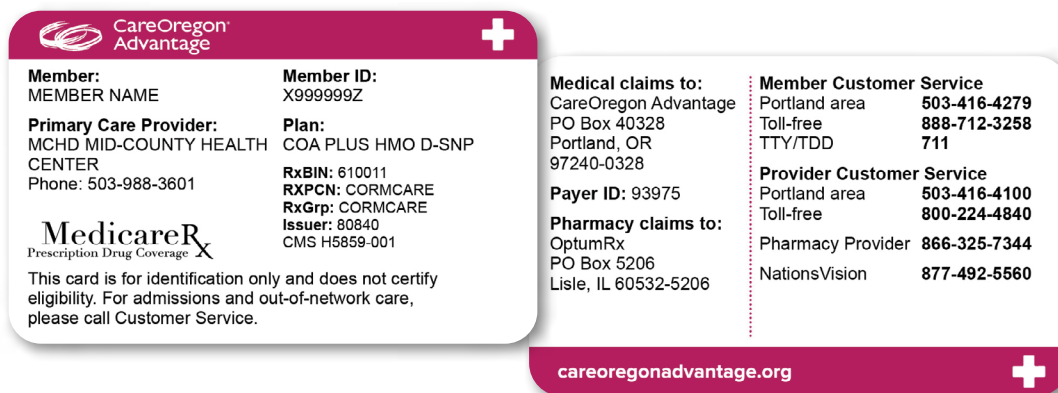 CareOregon®
Advantage
Member:
MEMBER NAME
Primary Care Provider:
MCHD MID-COUNTY HEALTH
CENTER
Phone: 503-988-3601
Member ID:
X999999Z
Plan:
COA PLUS HMO D-SNP
RxBIN: 610011
RXPCN: CORMCARE
RxGrp: CORMCARE
Issuer: 80840
CMS H5859-001
MedicareRx
Prescription Drug Coverage
This card is for identification only and does not certify
eligibility. For admissions and out-of-network care,
please call Customer Service.
Medical claims to:
CareOregon Advantage
PO Box 40328
Portland, OR
97240-0328
Payer ID: 93975
Pharmacy claims to:
OptumRx
PO Box 5206
Lisle, IL 60532-5206
Member Customer Service
Portland area 503-416-4279
Toll-free 888-712-3258
TTY/TDD 711
Provider Customer Service
Portland area 503-416-4100
Toll-free 800-224-4840
Pharmacy Provider 866-325-7344
NationsVision 877-492-5560
careoregonadvantage.org